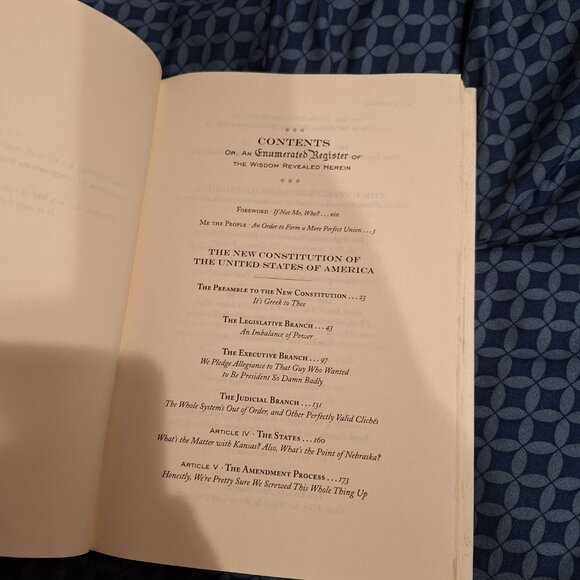 * * *
CONTENTS
OR, AN Enumerated Register OF
THE WISDOM REVEALED HEREIN
* * *
FOREWORD · If Not Me, Who? . . . xix
ME THE PEOPLE · An Order to Form a More Perfect Union . . . 3
THE NEW CONSTITUTION OF
THE UNITED STATES OF AMERICA
THE PREAMBLE TO THE NEW CONSTITUTION . . . 23
It's Greek to Thee
THE LEGISLATIVE BRANCH . . . 43
An Imbalance of Power
THE EXECUTIVE BRANCH . . . 97
We Pledge Allegiance to That Guy Who Wanted
to Be President So Damn Badly
THE JUDICIAL BRANCH . . . 131
The Whole System's Out of Order, and Other Perfectly Valid Clichés
ARTICLE IV · THE STATES . . . 160
What's the Matter with Kansas? Also, What's the Point of Nebraska?
ARTICLE V · THE AMENDMENT PROCESS . . . 173
Honestly, We're Pretty Sure We Screwed This Whole Thing Up